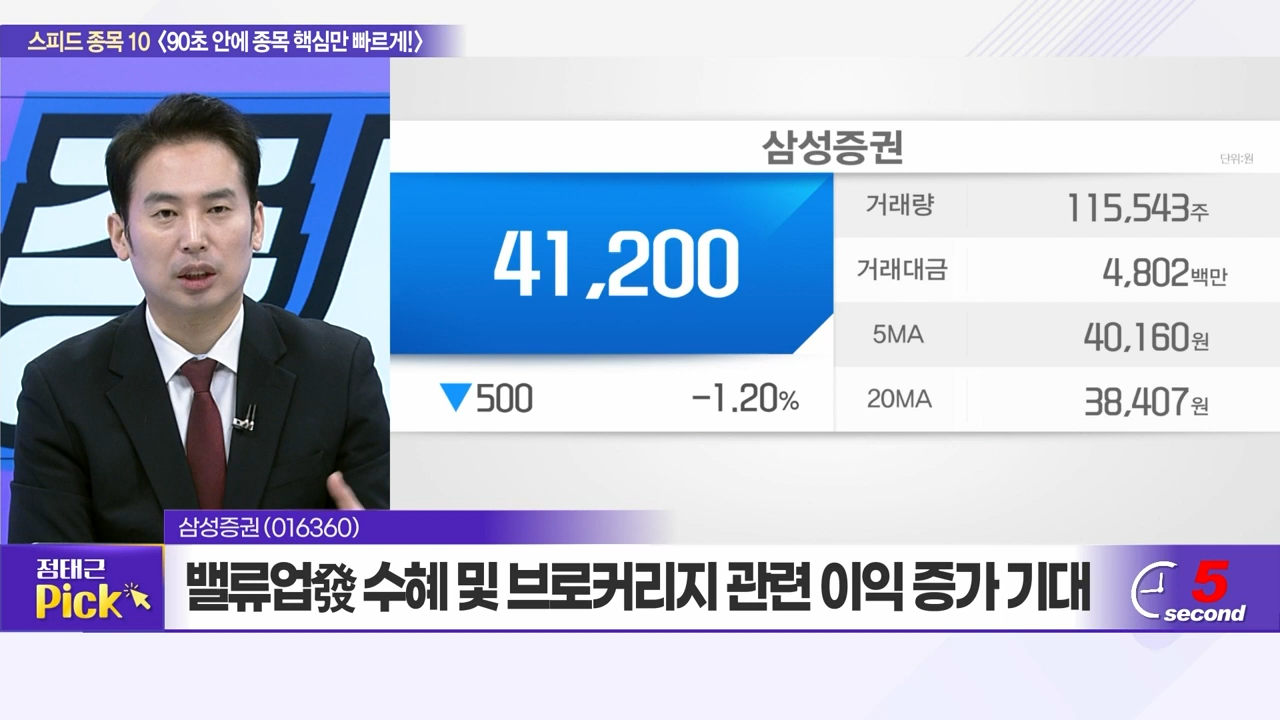 스피드 종목 10 <90초 안에 종목 핵심만 빠르게!>
삼성증권
단위:원
41,200
▼500 -1.20%
거래량 115,543주
거래대금 4,802백만
5MA 40,160원
20MA 38,407원
삼성증권(016360)
정태근
Pick
밸류업發 수혜 및 브로커리지 관련 이익 증가 기대
5
second